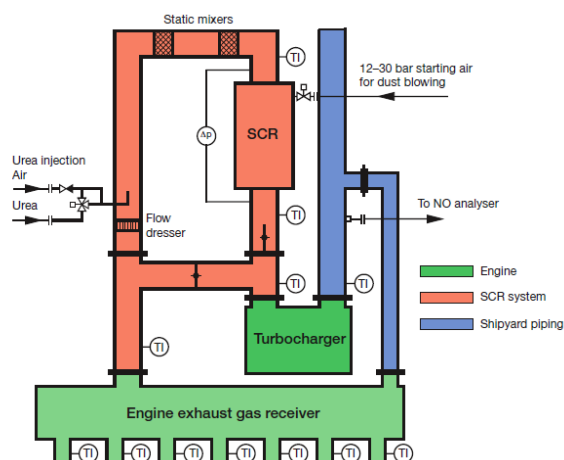 Static mixers
TI
12–30 bar starting air
for dust blowing
Δp
SCR
Urea injection
Air
Urea
Flow
dresser
TI
To NO analyser
TI
TI
Engine
SCR system
Shipyard piping
Turbocharger
TI
Engine exhaust gas receiver
TI
TI
TI
TI
TI
TI
TI